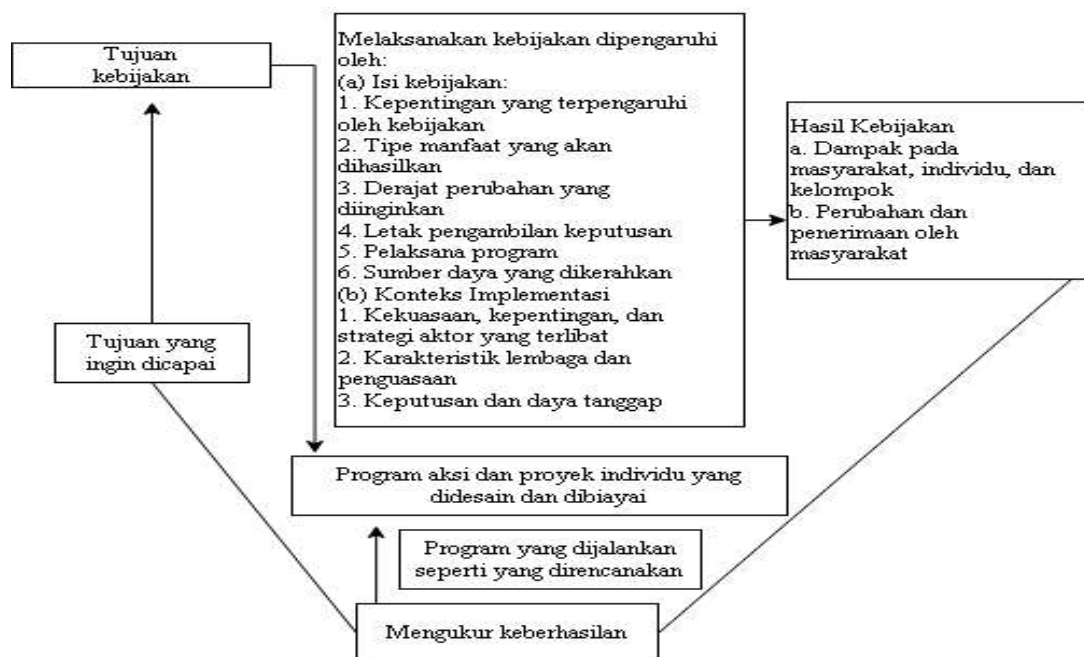 Tujuan
kebijakan
Melaksanakan kebijakan dipengaruhi
oleh:
(a) Isi kebijakan:
1. Kepentingan yang terpengaruhi
oleh kebijakan
2. Tipe manfaat yang akan
dihasilkan
3. Derajat perubahan yang
diinginkan
4. Letak pengambilan keputusan
5. Pelaksana program
6. Sumber daya yang dikerahkan
(b) Konteks Implementasi
1. Kekuasaan, kepentingan, dan
strategi aktor yang terlibat
2. Karakteristik lembaga dan
penguasaan
3. Keputusan dan daya tanggap
Hasil Kebijakan
a. Dampak pada
masyarakat, individu, dan
kelompok
b. Perubahan dan
penerimaan oleh
masyarakat
Tujuan yang
ingin dicapai
Program aksi dan proyek individu yang
didesain dan dibiayai
Program yang dijalankan
seperti yang direncanakan
Mengukur keberhasilan